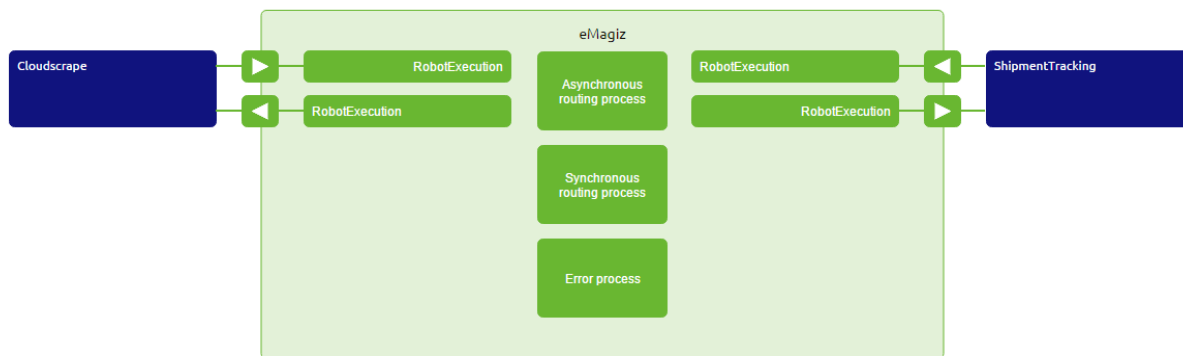 eMagiz
Cloudscrape
RobotExecution
RobotExecution
Asynchronous
routing process
Synchronous
routing process
Error process
RobotExecution
RobotExecution
ShipmentTracking